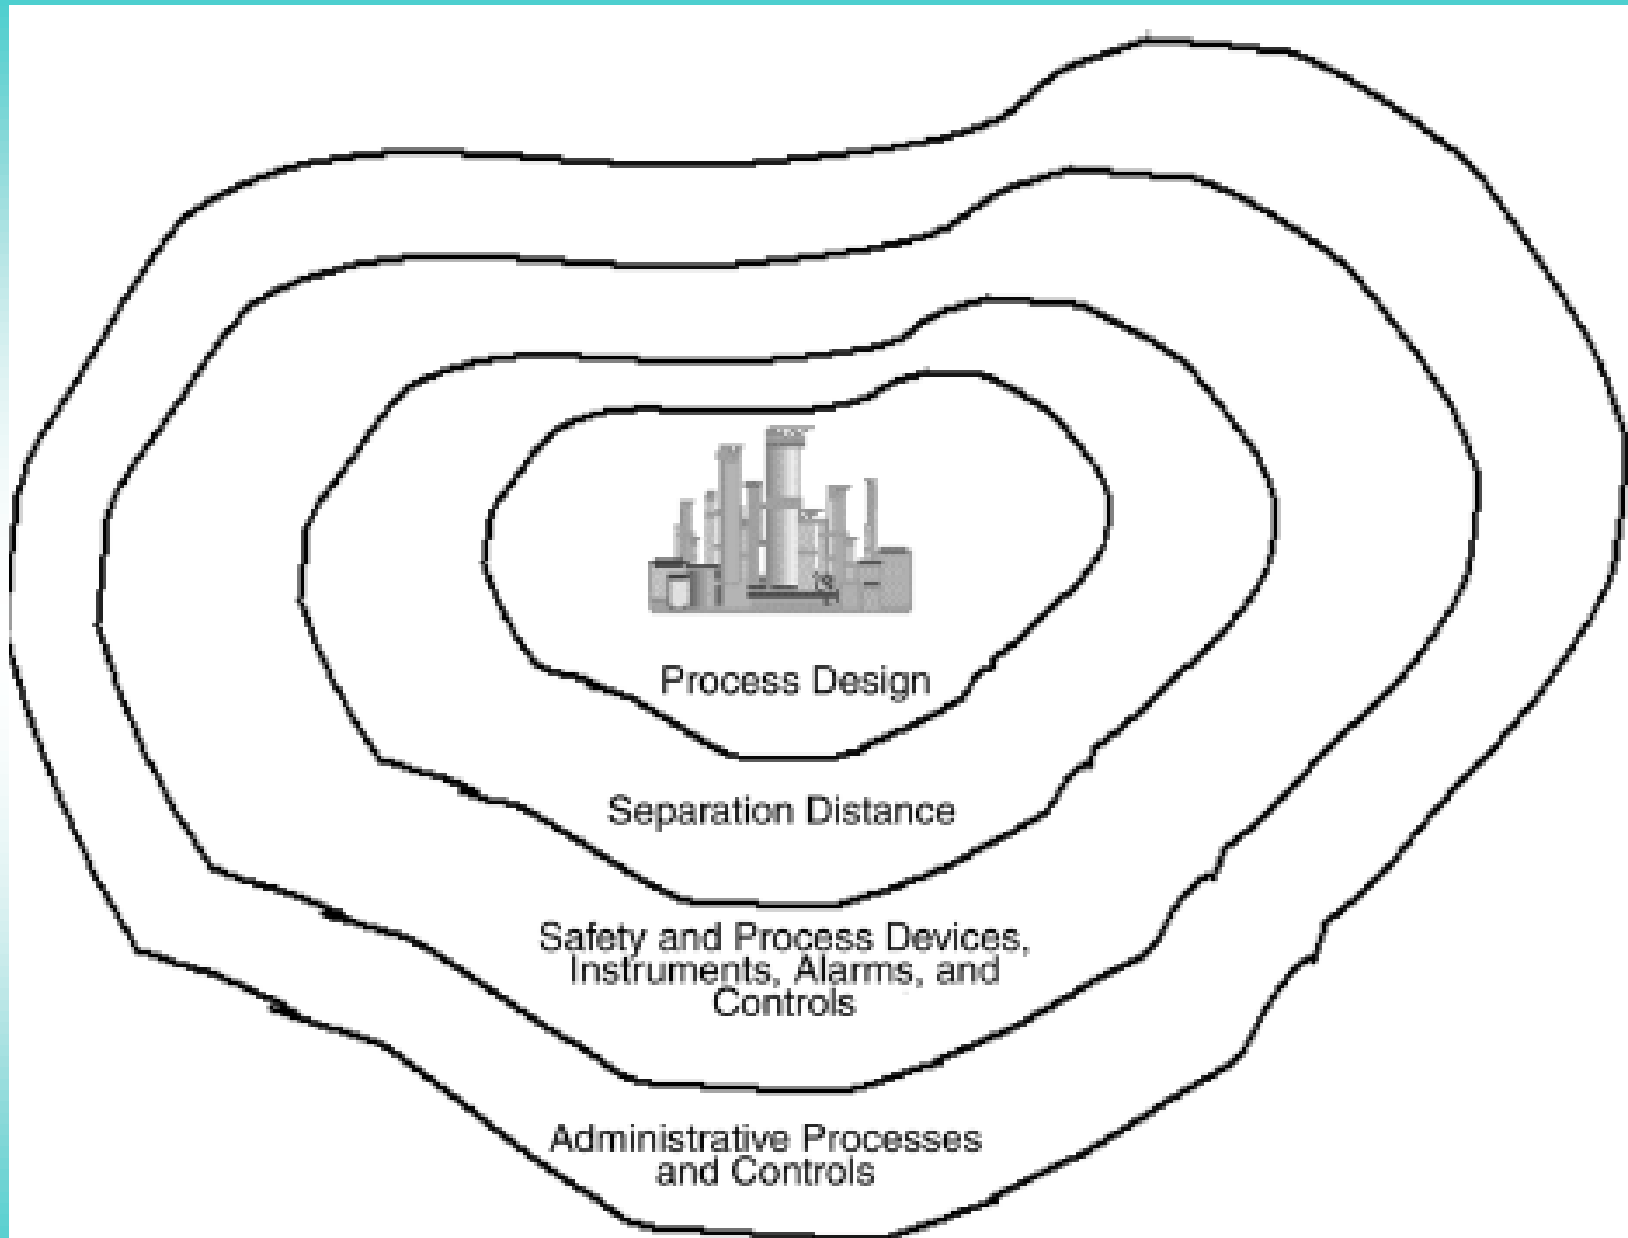 Process Design
Separation Distance
Safety and Process Devices,
Instruments, Alarms, and
Controls
Administrative Processes
and Controls